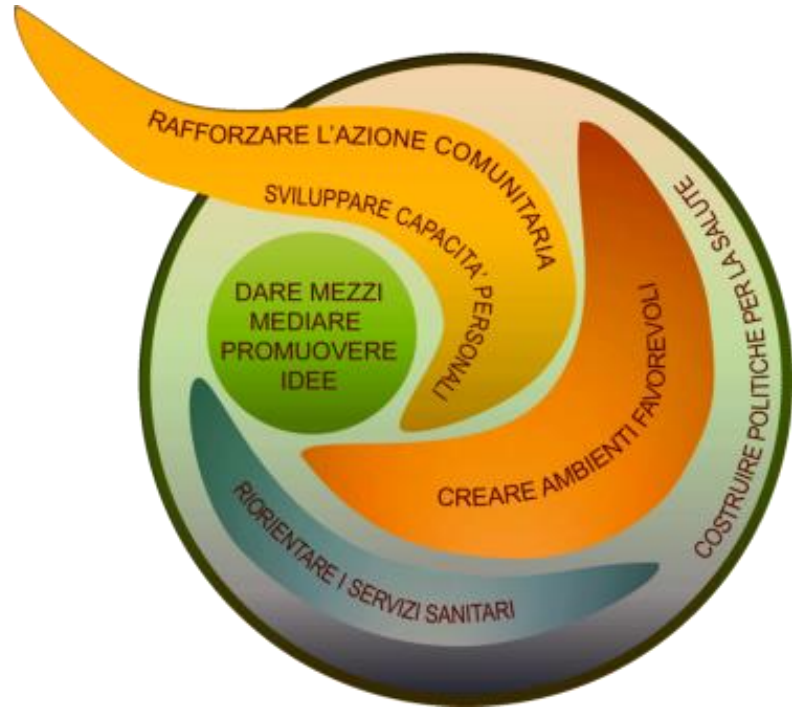 RAFFORZARE L'AZIONE COMUNITARIA
SVILUPPARE CAPACITA' PERSONALI
DARE MEZZI
MEDIARE
PROMUOVERE
IDEE
CREARE AMBIENTI FAVOREVOLI
COSTRUIRE POLITICHE PER LA SALUTE
RIORIENTARE I SERVIZI SANITARI